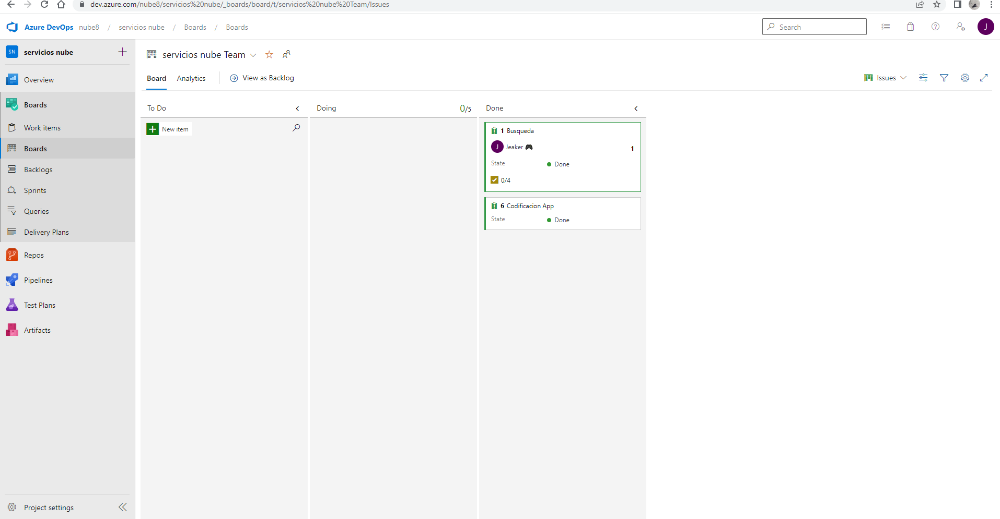 dev.azure.com/nube8/servicios%20nube/_boards/board/t/servicios%20nube%20Team/Issues
Azure DevOps nube8 / servicios nube / Boards / Boards
Search
J
SN servicios nube
servicios nube Team
Overview
Board Analytics View as Backlog
Issues
Boards
Work items
Boards
Backlogs
Sprints
Queries
Delivery Plans
Repos
Pipelines
Test Plans
Artifacts
Project settings
To Do
New item
Doing 0/5
Done
1 Busqueda
J Jeaker 🎮 1
State Done
0/4
6 Codificacion App
State Done